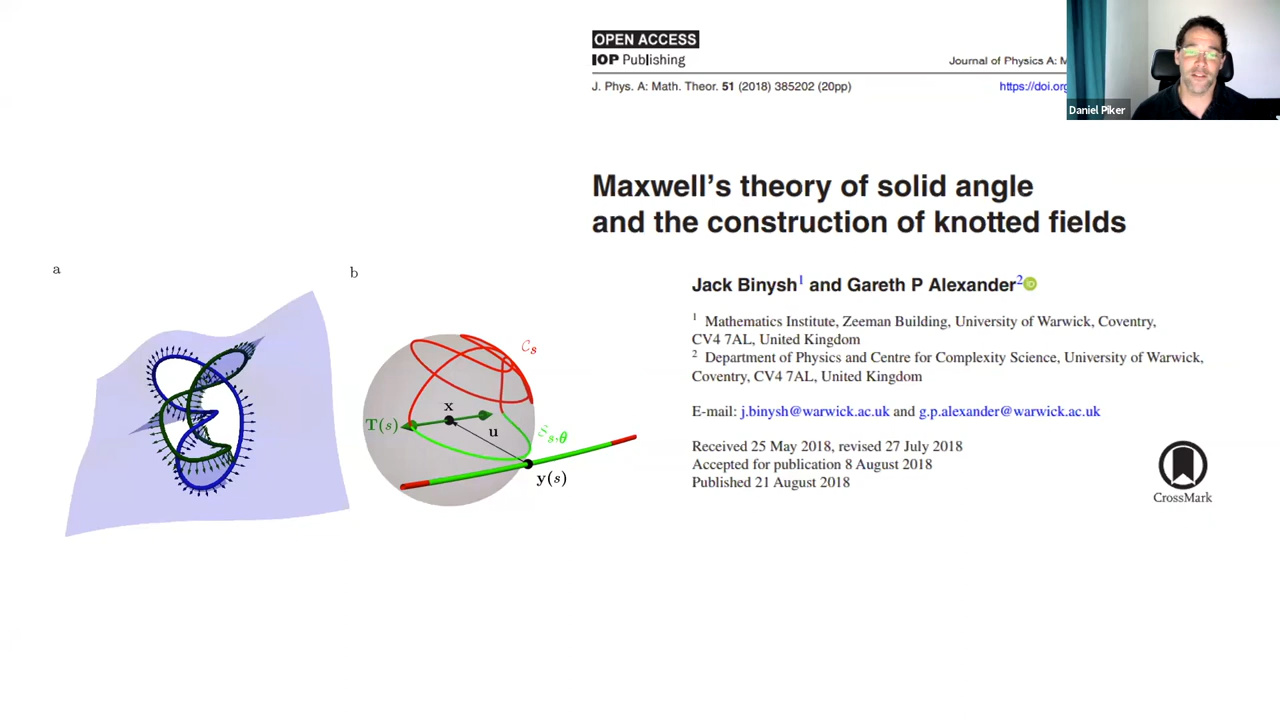 OPEN ACCESS
IOP Publishing
Journal of Physics A: M
J. Phys. A: Math. Theor. 51 (2018) 385202 (20pp)
https://doi.org
Daniel Piker
Maxwell's theory of solid angle
and the construction of knotted fields
Jack Binysh1 and Gareth P Alexander2
iD
1 Mathematics Institute, Zeeman Building, University of Warwick, Coventry,
CV4 7AL, United Kingdom
2 Department of Physics and Centre for Complexity Science, University of Warwick,
Coventry, CV4 7AL, United Kingdom
E-mail: j.binysh@warwick.ac.uk and g.p.alexander@warwick.ac.uk
Received 25 May 2018, revised 27 July 2018
Accepted for publication 8 August 2018
Published 21 August 2018
CrossMark
a
b
x
T(s)
u
y(s)